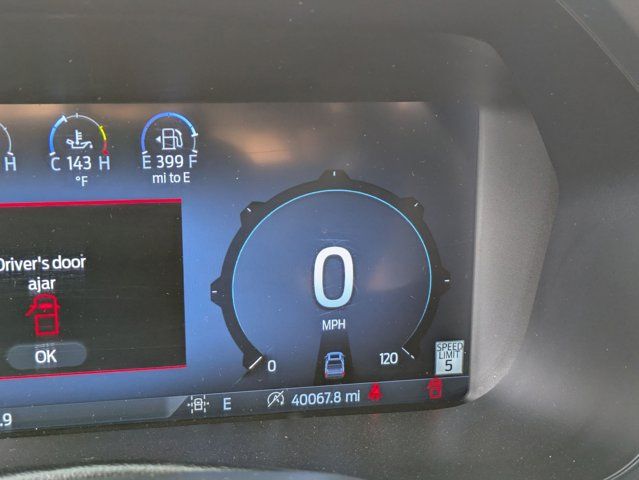 H
C 143 H
°F
E 399 F
mi to E
Driver's door
ajar
OK
0
MPH
0
120
SPEED
LIMIT
5
.9
E
40067.8 mi